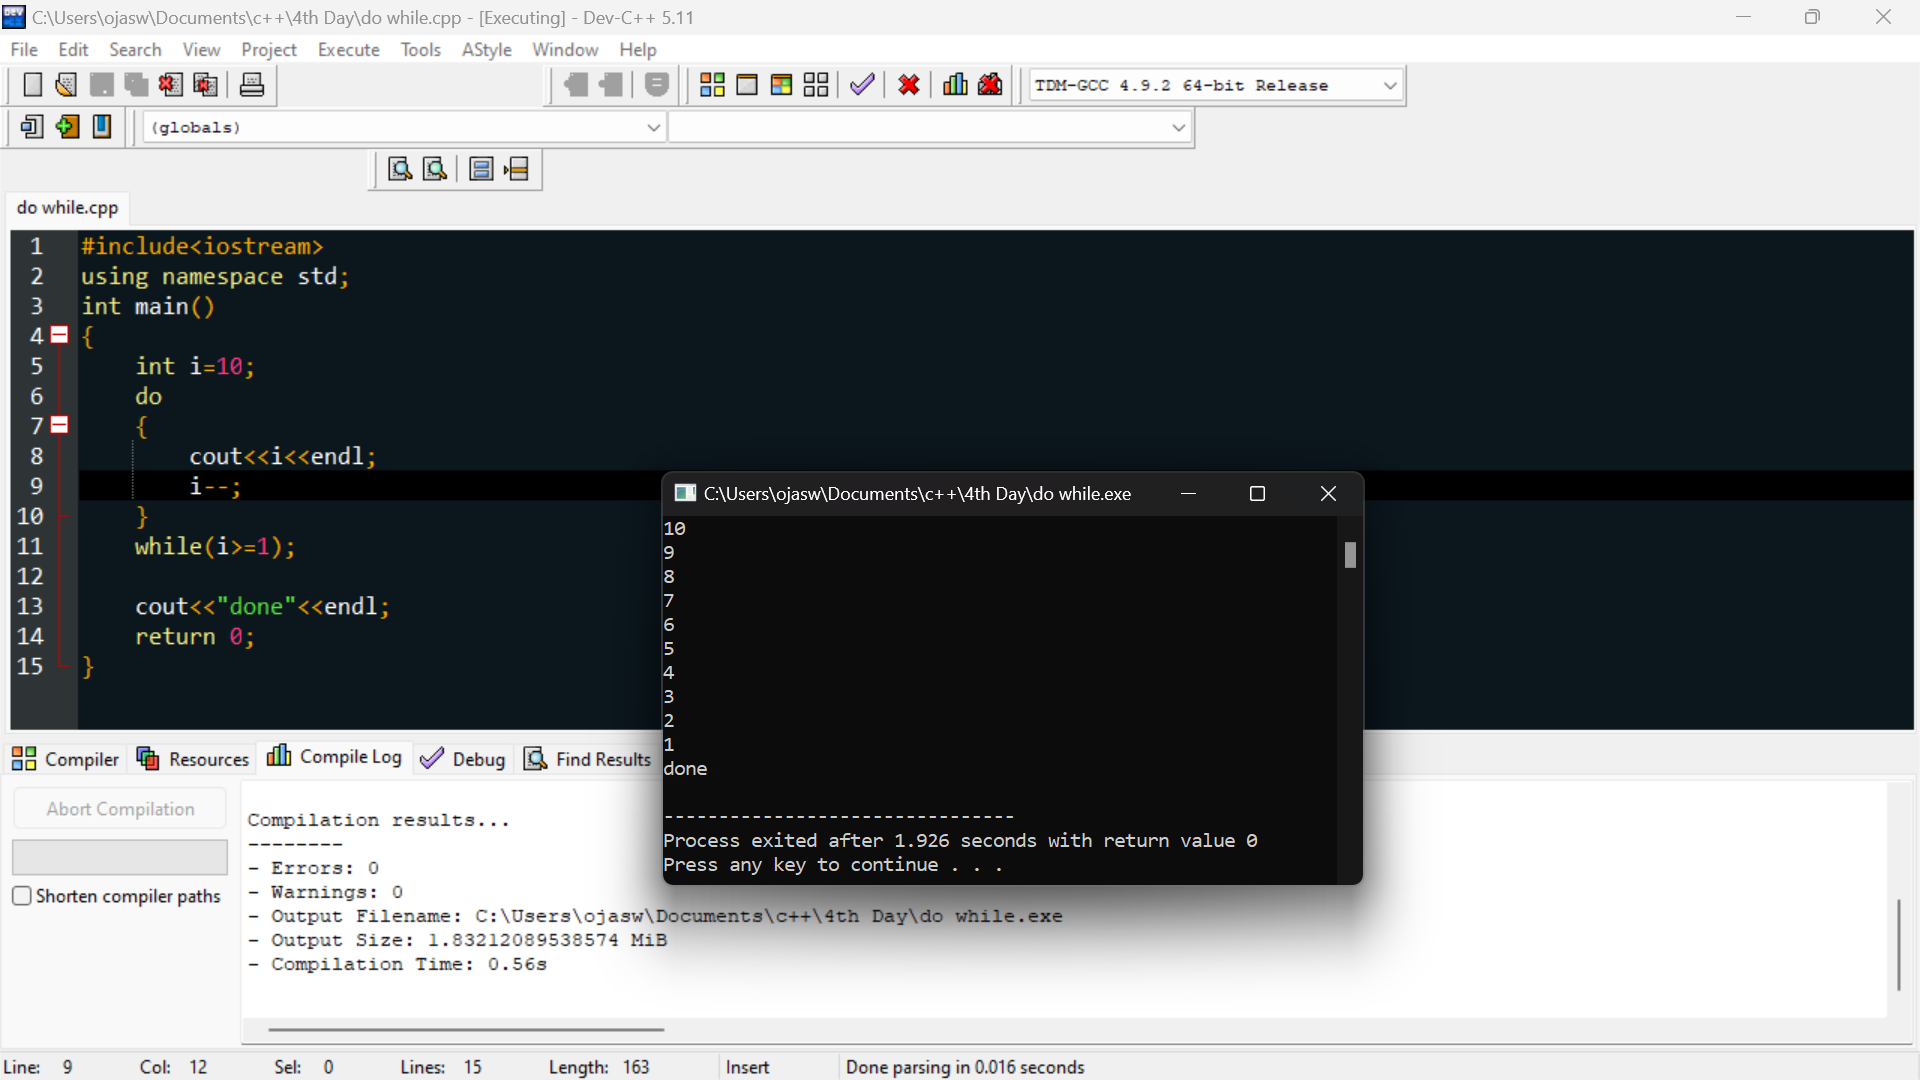 C:\Users\ojasw\Documents\c++\4th Day\do while.cpp - [Executing] - Dev-C++ 5.11
File Edit Search View Project Execute Tools AStyle Window Help
TDM-GCC 4.9.2 64-bit Release
(globals)
do while.cpp
1 #include<iostream>
2 using namespace std;
3 int main()
4 {
5 int i=10;
6 do
7 {
8 cout<<i<<endl;
9 i--;
10 }
11 while(i>=1);
12
13 cout<<"done"<<endl;
14 return 0;
15 }
C:\Users\ojasw\Documents\c++\4th Day\do while.exe
10
9
8
7
6
5
4
3
2
1
done
--------------------------------
Process exited after 1.926 seconds with return value 0
Press any key to continue . . .
Compiler Resources Compile Log Debug Find Results
Abort Compilation
Shorten compiler paths
Compilation results...
--------
- Errors: 0
- Warnings: 0
- Output Filename: C:\Users\ojasw\Documents\c++\4th Day\do while.exe
- Output Size: 1.83212089538574 MiB
- Compilation Time: 0.56s
Line: 9 Col: 12 Sel: 0 Lines: 15 Length: 163 Insert Done parsing in 0.016 seconds